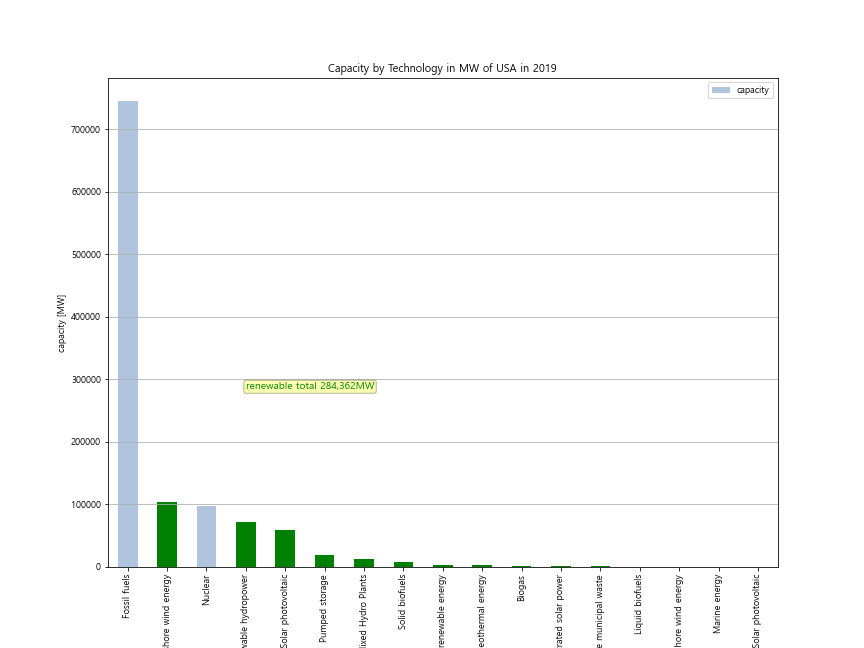 Capacity by Technology in MW of USA in 2019
capacity
capacity [MW]
700000
600000
500000
400000
300000
200000
100000
0
renewable total 284,362MW
Fossil fuels
hore wind energy
Nuclear
wable hydropower
Solar photovoltaic
Pumped storage
lixed Hydro Plants
Solid biofuels
renewable energy
eothermal energy
Biogas
rated solar power
e municipal waste
Liquid biofuels
hore wind energy
Marine energy
Solar photovoltaic